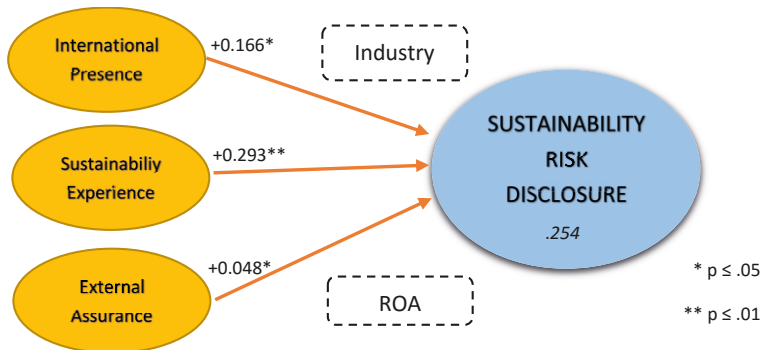 International
Presence
+0.166*
Industry
Sustainabiliy
Experience
+0.293**
SUSTAINABILITY
RISK
DISCLOSURE
.254
External
Assurance
+0.048*
ROA
* p ≤ .05
** p ≤ .01